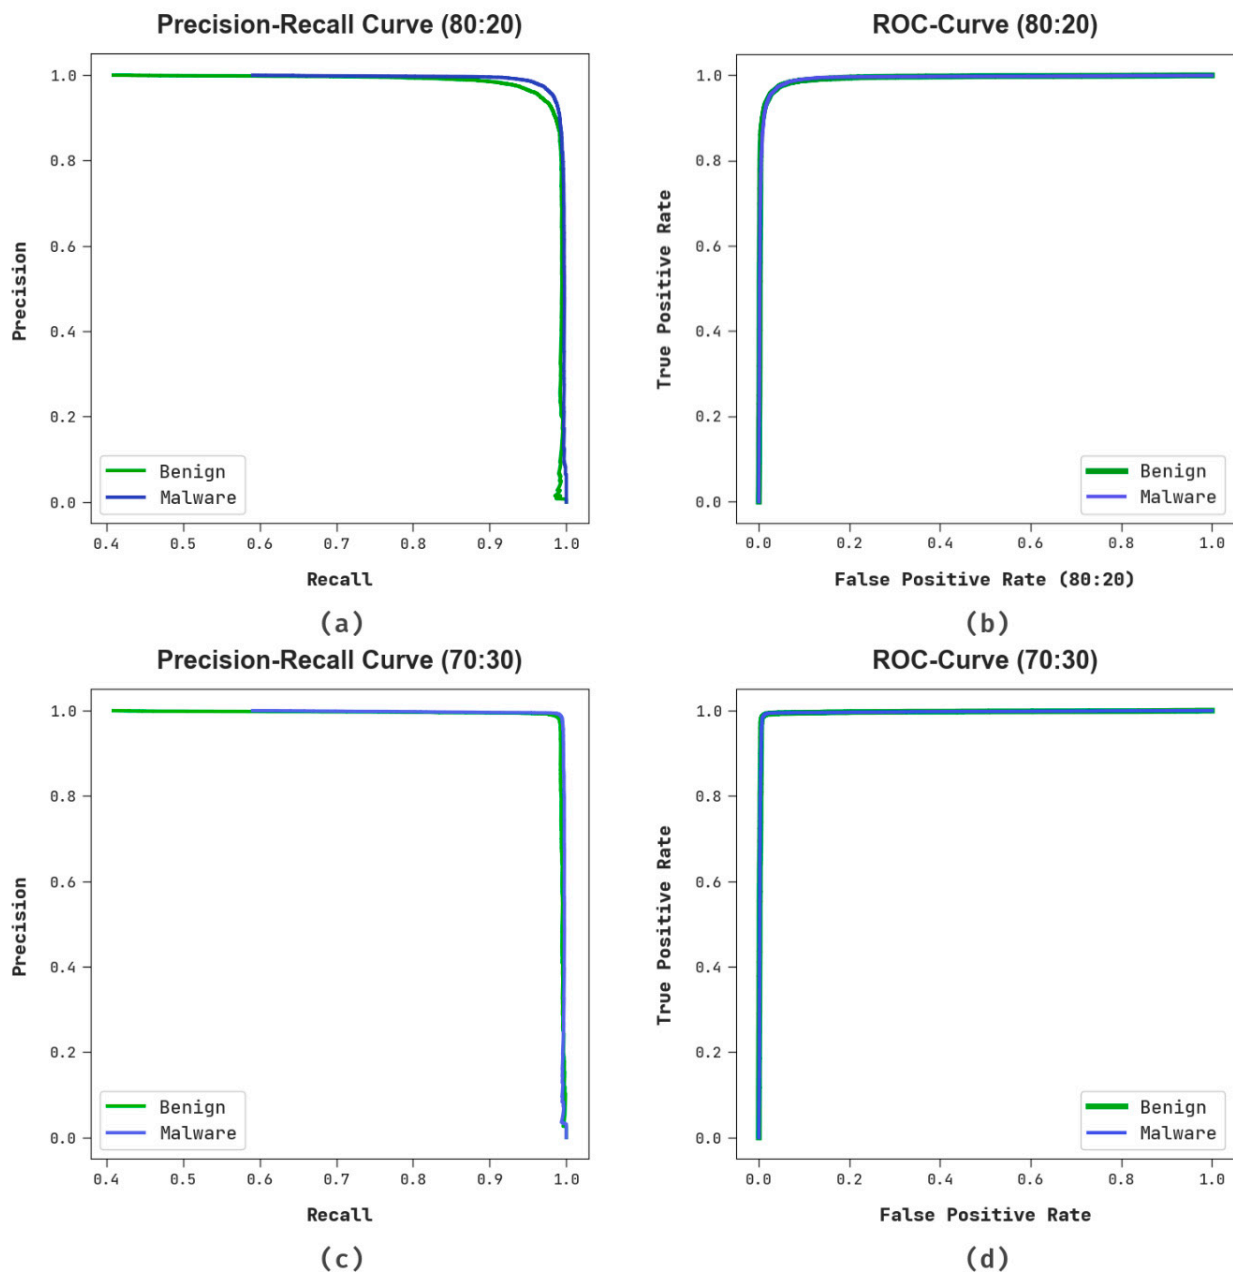 Precision-Recall Curve (80:20)
1.0
0.8
0.6
0.4
0.2
0.0
Precision
Benign
Malware
0.4 0.5 0.6 0.7 0.8 0.9 1.0
Recall
(a)
ROC-Curve (80:20)
1.0
0.8
0.6
0.4
0.2
0.0
True Positive Rate
Benign
Malware
0.0 0.2 0.4 0.6 0.8 1.0
False Positive Rate (80:20)
(b)
Precision-Recall Curve (70:30)
1.0
0.8
0.6
0.4
0.2
0.0
Precision
Benign
Malware
0.4 0.5 0.6 0.7 0.8 0.9 1.0
Recall
(c)
ROC-Curve (70:30)
1.0
0.8
0.6
0.4
0.2
0.0
True Positive Rate
Benign
Malware
0.0 0.2 0.4 0.6 0.8 1.0
False Positive Rate
(d)